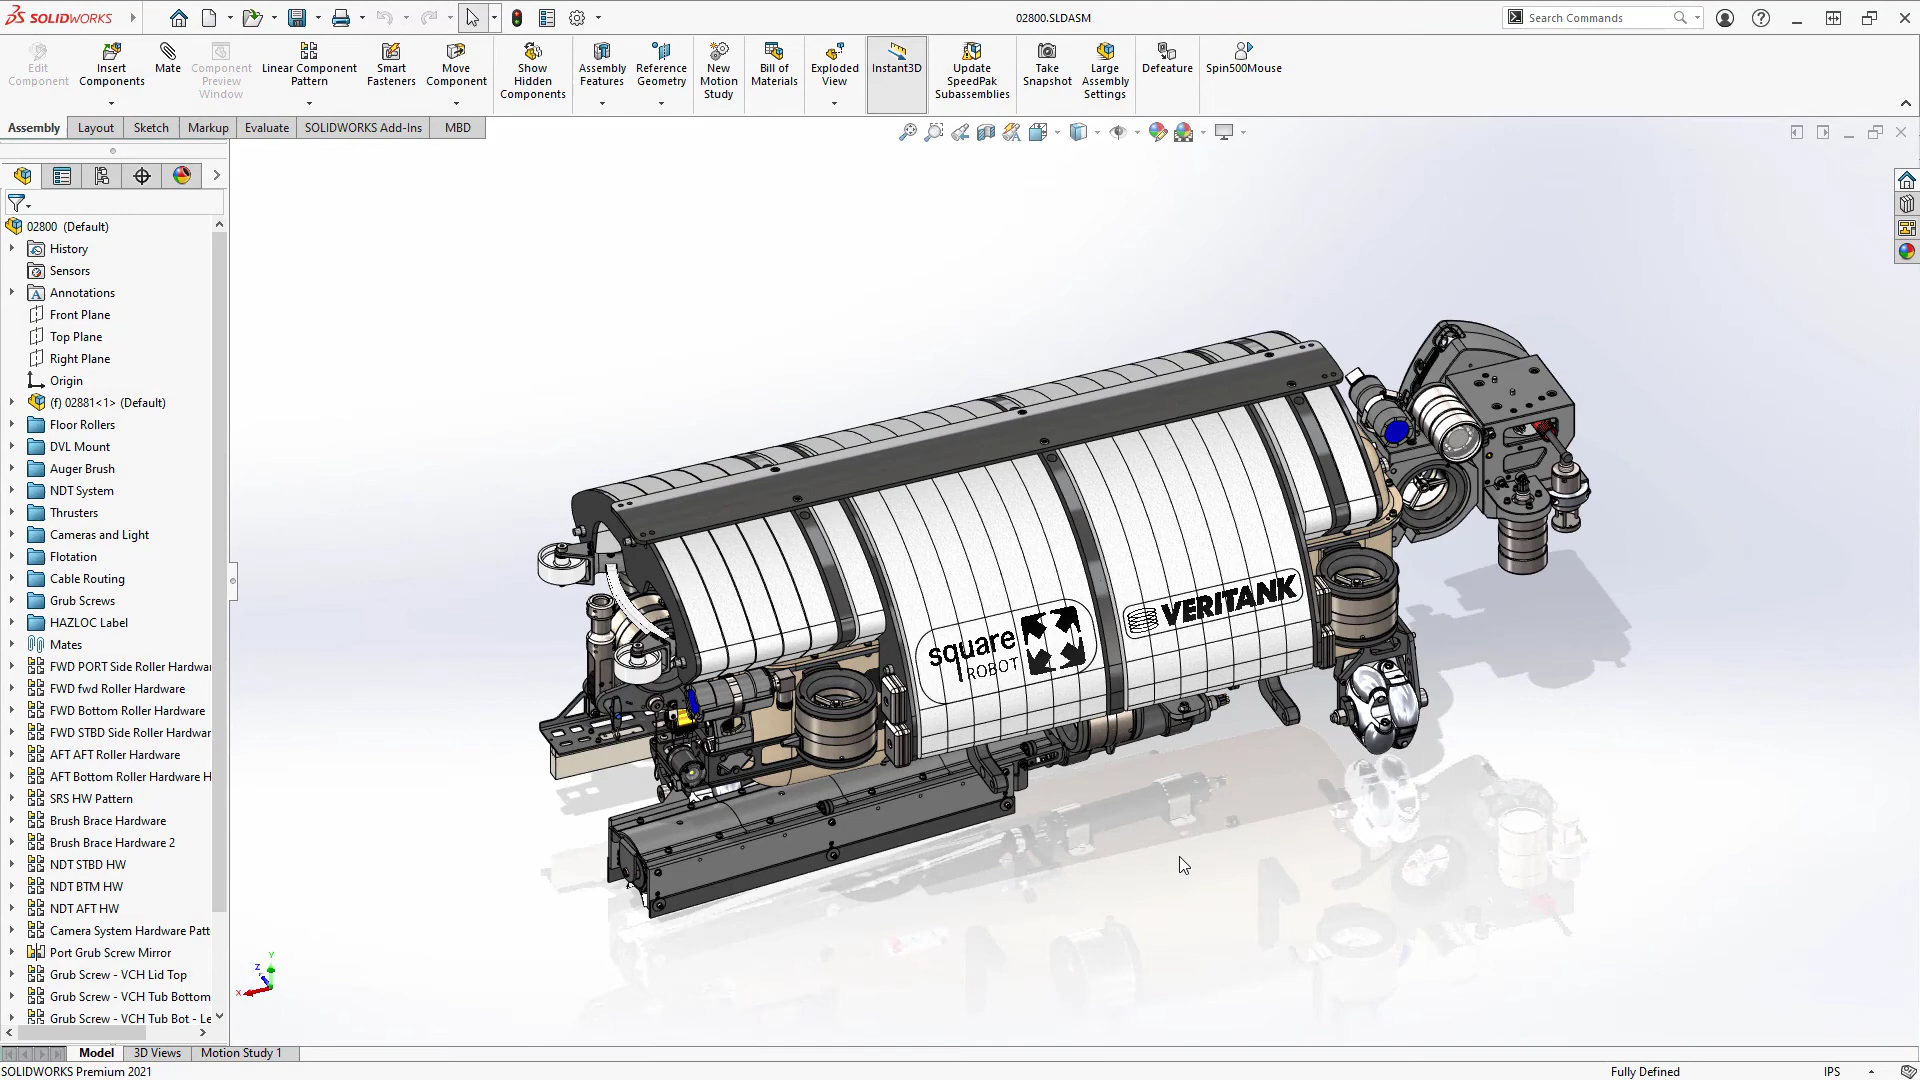 SOLIDWORKS
02800.SLDASM
Search Commands
Edit Component
Insert Components
Mate
Component Preview Window
Linear Component Pattern
Smart Fasteners
Move Component
Show Hidden Components
Assembly Features
Reference Geometry
New Motion Study
Bill of Materials
Exploded View
Instant3D
Update SpeedPak Subassemblies
Take Snapshot
Large Assembly Settings
Defeature
Spin500Mouse
Assembly
Layout
Sketch
Markup
Evaluate
SOLIDWORKS Add-Ins
MBD
02800 (Default)
History
Sensors
Annotations
Front Plane
Top Plane
Right Plane
Origin
(f) 02881<1> (Default)
Floor Rollers
DVL Mount
Auger Brush
NDT System
Thrusters
Cameras and Light
Flotation
Cable Routing
Grub Screws
HAZLOC Label
Mates
FWD PORT Side Roller Hardwar
FWD fwd Roller Hardware
FWD Bottom Roller Hardware
FWD STBD Side Roller Hardwar
AFT AFT Roller Hardware
AFT Bottom Roller Hardware H
SRS HW Pattern
Brush Brace Hardware
Brush Brace Hardware 2
NDT STBD HW
NDT BTM HW
NDT AFT HW
Camera System Hardware Patt
Port Grub Screw Mirror
Grub Screw - VCH Lid Top
Grub Screw - VCH Tub Bottom
Grub Screw - VCH Tub Bot - Le
square ROBOT
VERITANK
Y
Z
X
Model
3D Views
Motion Study 1
SOLIDWORKS Premium 2021
Fully Defined
IPS